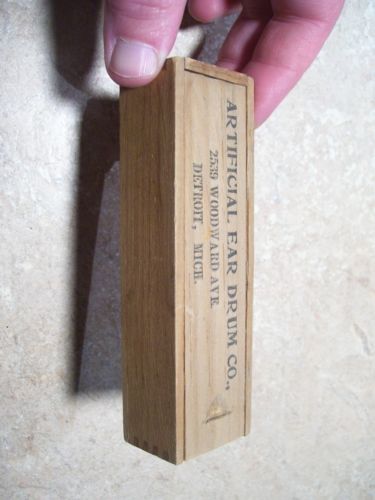 ARTIFICIAL EAR DRUM CO.,
2539 WOODWARD AVE.
DETROIT, MICH.